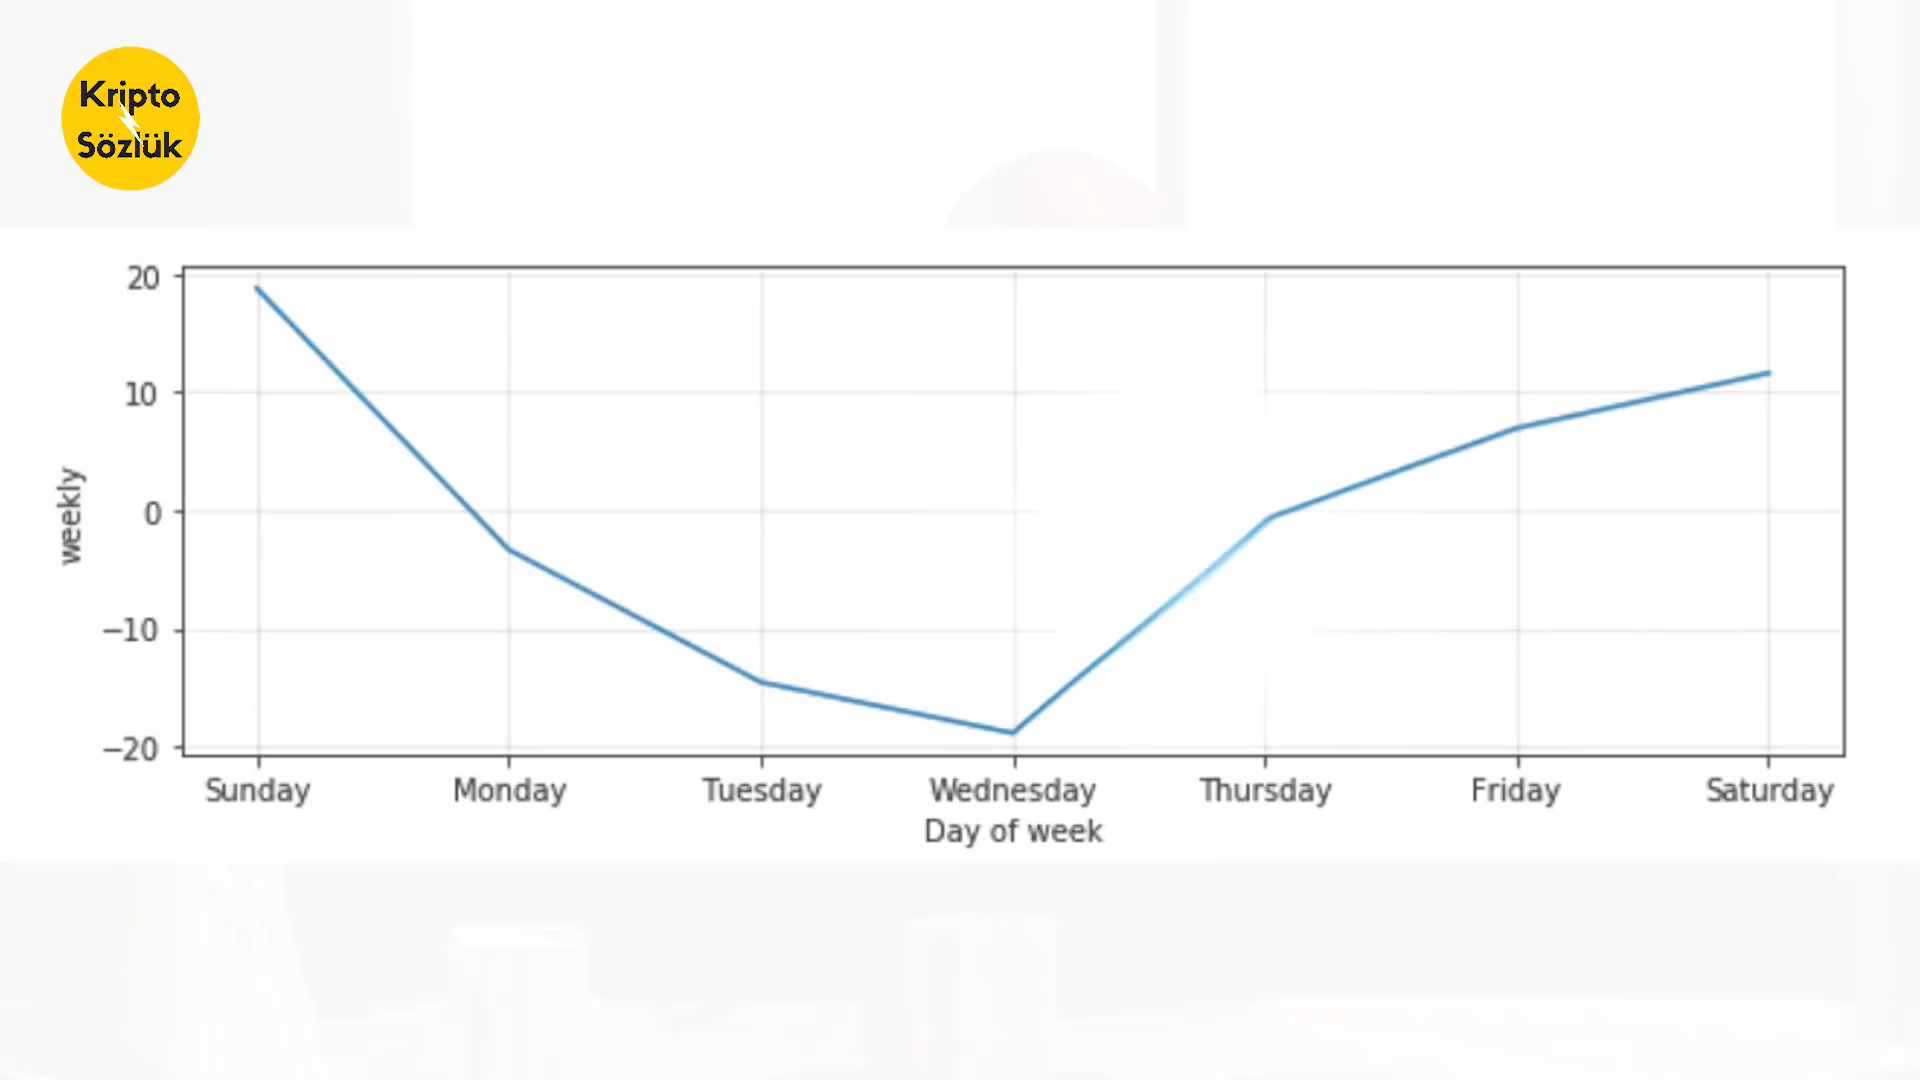 Kripto
Sözlük
20
10
0
−10
−20
weekly
Sunday Monday Tuesday Wednesday Thursday Friday Saturday
Day of week